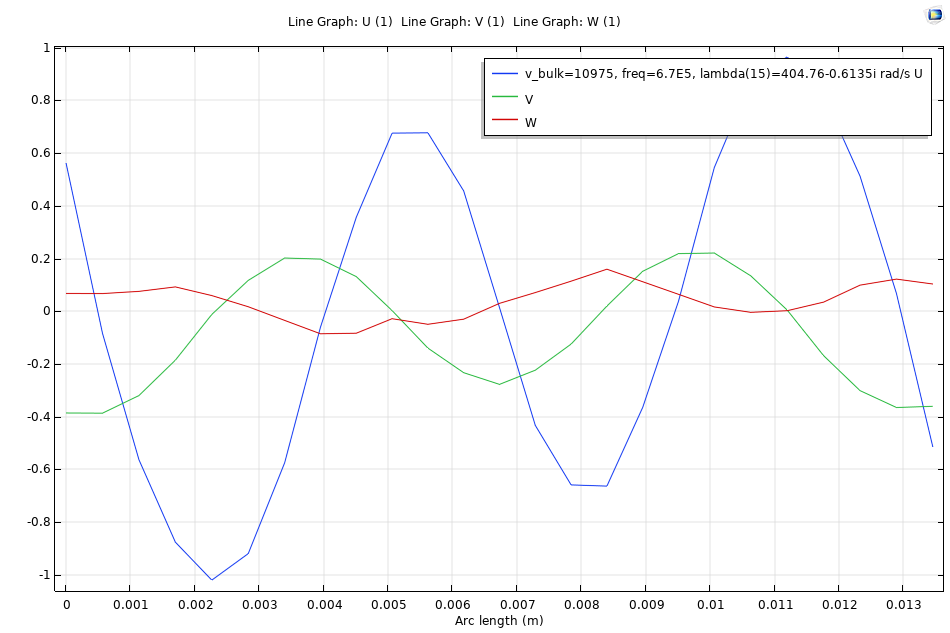 Line Graph: U (1)  Line Graph: V (1)  Line Graph: W (1)
v_bulk=10975, freq=6.7E5, lambda(15)=404.76-0.6135i rad/s U
V
W
1
0.8
0.6
0.4
0.2
0
-0.2
-0.4
-0.6
-0.8
-1
0 0.001 0.002 0.003 0.004 0.005 0.006 0.007 0.008 0.009 0.01 0.011 0.012 0.013
Arc length (m)